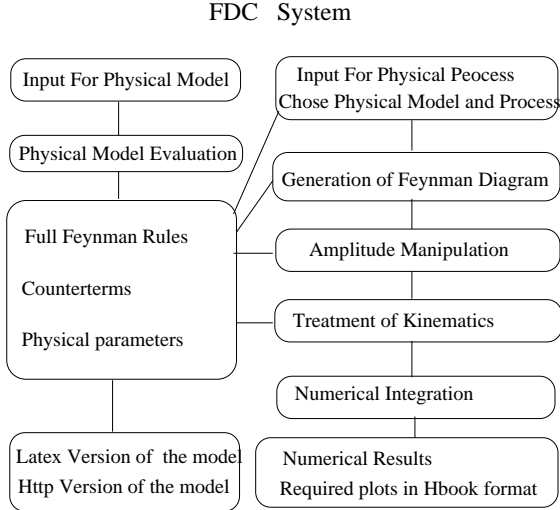 FDC System
Input For Physical Model
Physical Model Evaluation
Full Feynman Rules
Counterterms
Physical parameters
Latex Version of the model
Http Version of the model
Input For Physical Peocess
Chose Physical Model and Process
Generation of Feynman Diagram
Amplitude Manipulation
Treatment of Kinematics
Numerical Integration
Numerical Results
Required plots in Hbook format